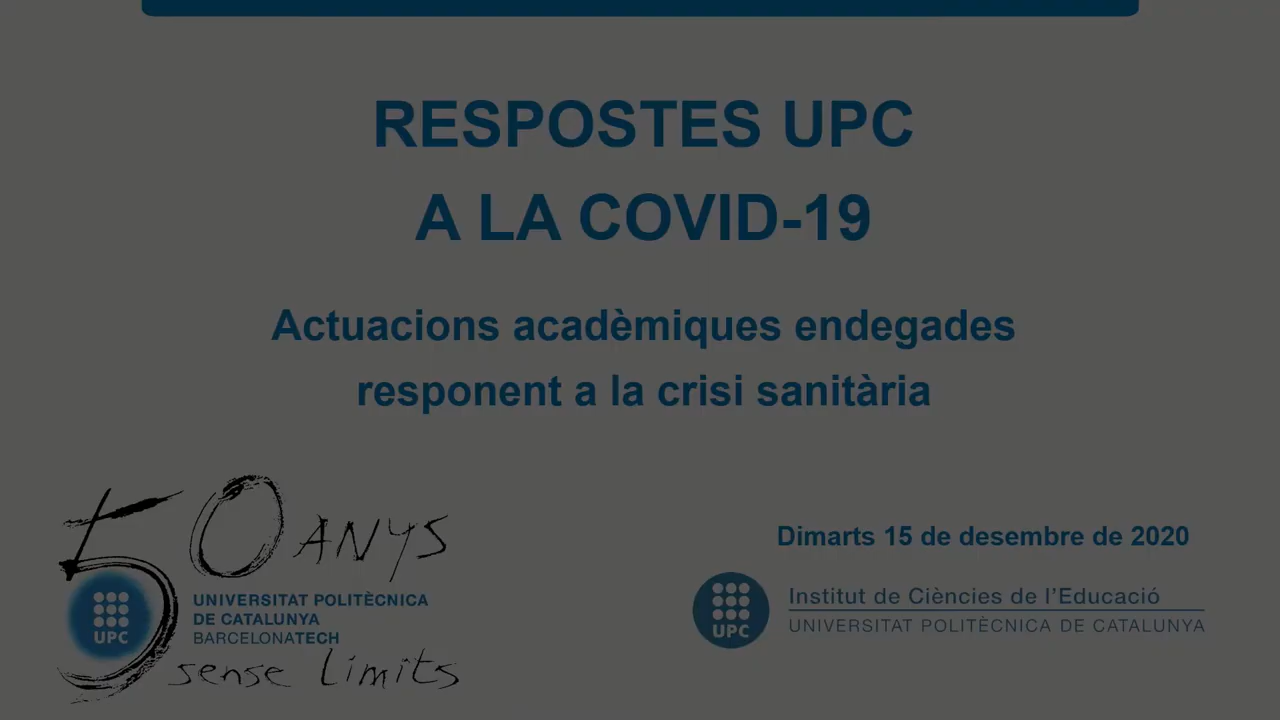 RESPOSTES UPC
A LA COVID-19
Actuacions acadèmiques endegades
responent a la crisi sanitària
50 ANYS
UPC
UNIVERSITAT POLITÈCNICA
DE CATALUNYA
BARCELONATECH
sense límits
Dimarts 15 de desembre de 2020
UPC
Institut de Ciències de l'Educació
UNIVERSITAT POLITÈCNICA DE CATALUNYA